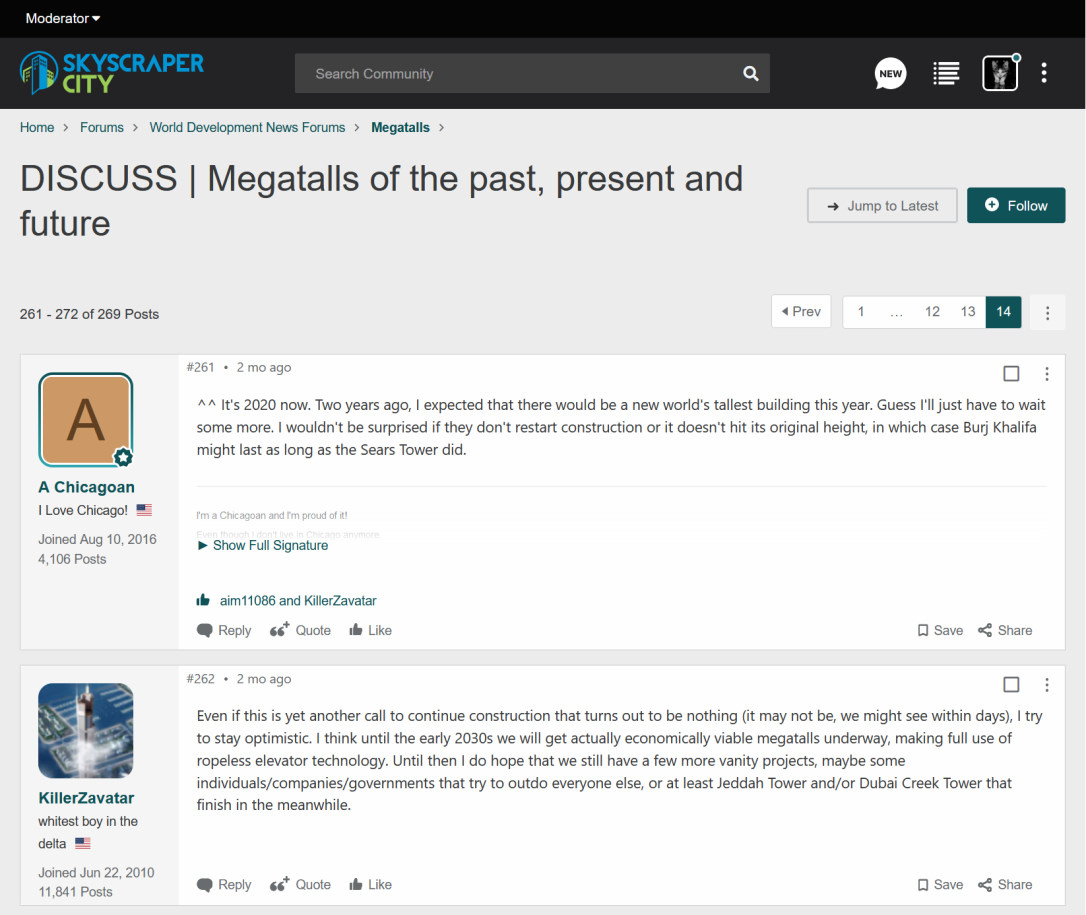 Moderator
SKYSCRAPER
CITY
Search Community
NEW
Home > Forums > World Development News Forums > Megatalls >
DISCUSS | Megatalls of the past, present and
future
Jump to Latest
Follow
261 - 272 of 269 Posts
Prev
1 ... 12 13 14
#261 • 2 mo ago
A
A Chicagoan
I Love Chicago!
Joined Aug 10, 2016
4,106 Posts
^^ It's 2020 now. Two years ago, I expected that there would be a new world's tallest building this year. Guess I'll just have to wait
some more. I wouldn't be surprised if they don't restart construction or it doesn't hit its original height, in which case Burj Khalifa
might last as long as the Sears Tower did.
I'm a Chicagoan and I'm proud of it!
Even though I don't live in Chicago anymore.
Show Full Signature
aim11086 and KillerZavatar
Reply Quote Like Save Share
#262 • 2 mo ago
KillerZavatar
whitest boy in the
delta
Joined Jun 22, 2010
11,841 Posts
Even if this is yet another call to continue construction that turns out to be nothing (it may not be, we might see within days), I try
to stay optimistic. I think until the early 2030s we will get actually economically viable megatalls underway, making full use of
ropeless elevator technology. Until then I do hope that we still have a few more vanity projects, maybe some
individuals/companies/governments that try to outdo everyone else, or at least Jeddah Tower and/or Dubai Creek Tower that
finish in the meanwhile.
Reply Quote Like Save Share